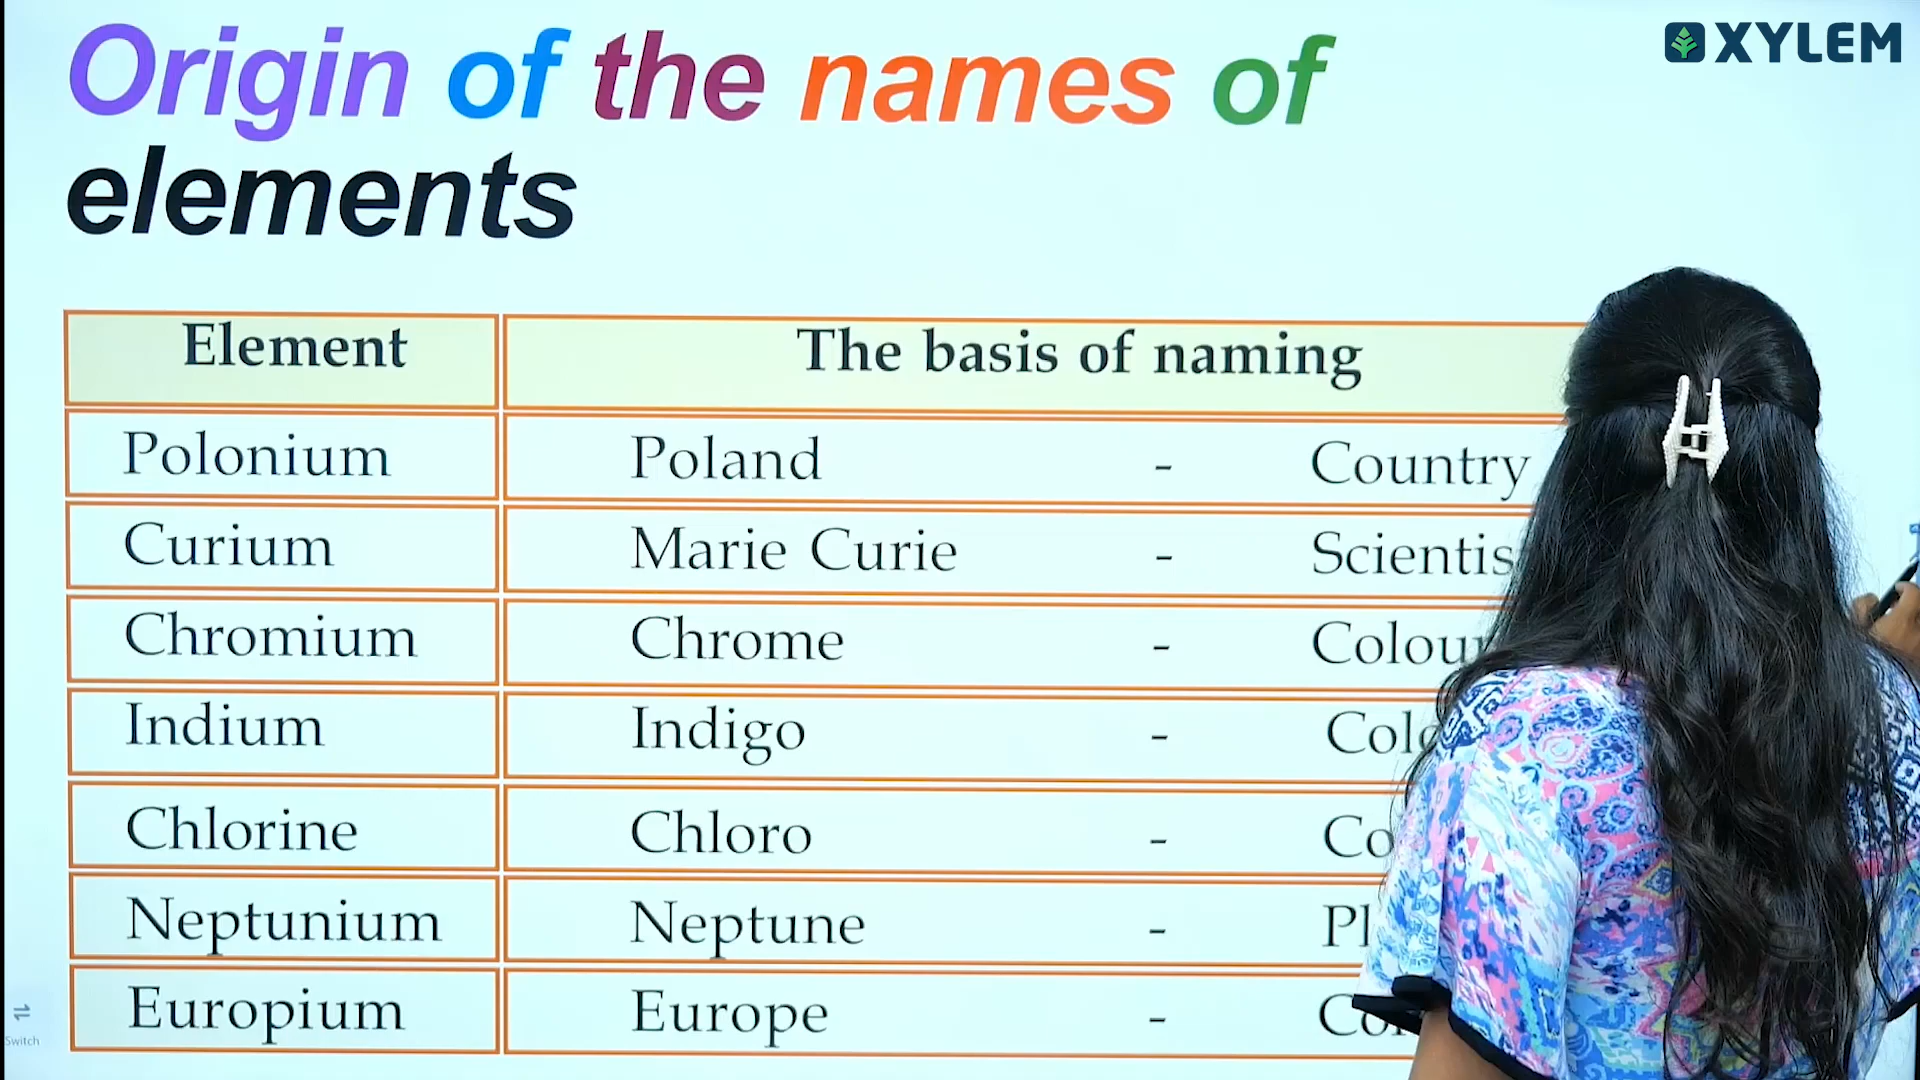 XYLEM
Origin of the names of
elements
Element The basis of naming
Polonium Poland - Country
Curium Marie Curie -
Chromium Chrome -
Indium Indigo -
Chlorine Chloro -
Neptunium Neptune -
Europium Europe -
Switch